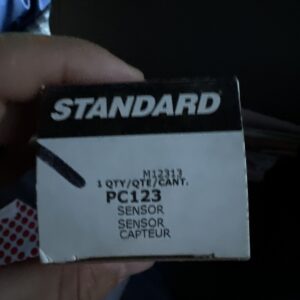 STANDARD
M12313
1 QTY/QTE/CANT.
PC123
SENSOR
SENSOR
CAPTEUR